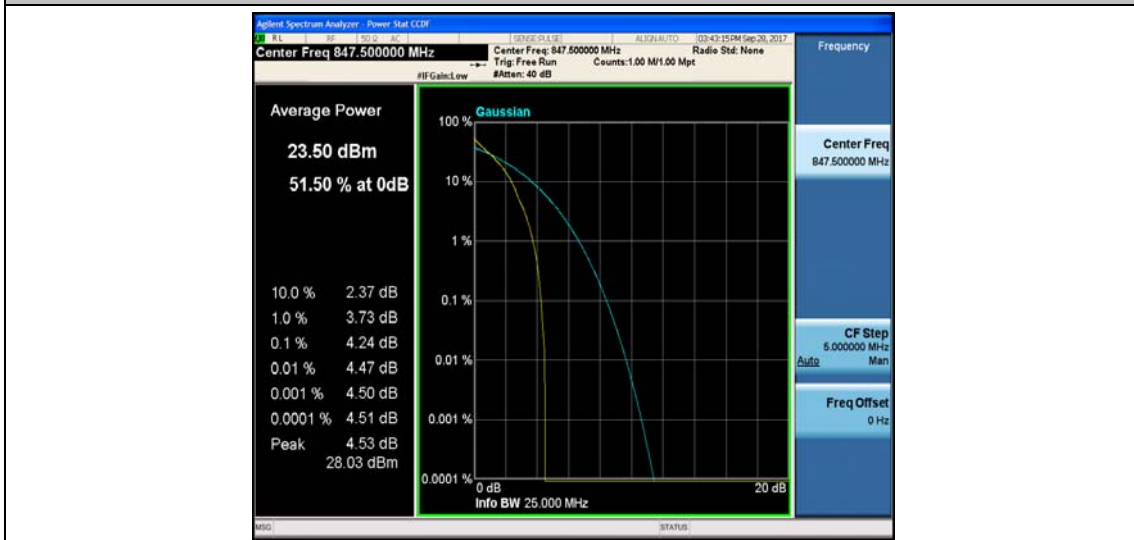 Agilent Spectrum Analyzer - Power Stat CCDF
RL RF 50 Ω AC SENSE:PULSE ALIGN AUTO 03:43:15 PM Sep 28, 2017
Center Freq 847.500000 MHz
Center Freq: 847.500000 MHz Radio Std: None
Trig: Free Run Counts:1.00 M/1.00 Mpt
#IFGain:Low #Atten: 40 dB
Frequency
Average Power
23.50 dBm
51.50 % at 0dB
10.0 % 2.37 dB
1.0 % 3.73 dB
0.1 % 4.24 dB
0.01 % 4.47 dB
0.001 % 4.50 dB
0.0001 % 4.51 dB
Peak 4.53 dB
28.03 dBm
Gaussian
100 %
10 %
1 %
0.1 %
0.01 %
0.001 %
0.0001 %
0 dB 20 dB
Info BW 25.000 MHz
Center Freq
847.500000 MHz
CF Step
5.000000 MHz
Auto Man
Freq Offset
0 Hz
MSG STATUS